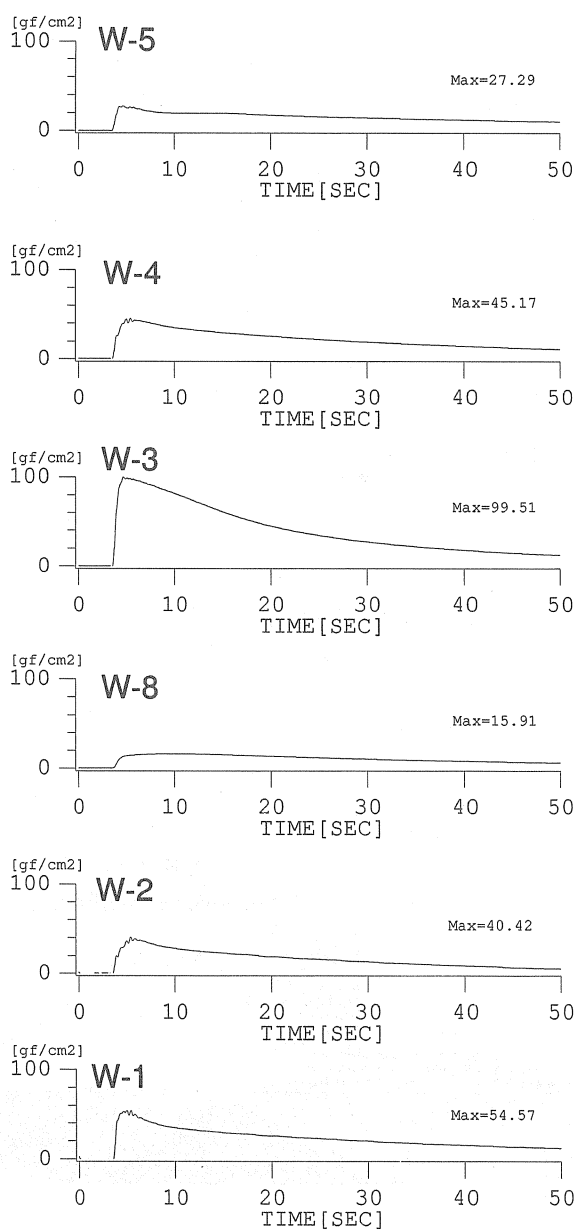 [gf/cm2]
W-5
100
Max=27.29
0
0 10 20 30 40 50
TIME[SEC]
[gf/cm2]
W-4
100
Max=45.17
0
0 10 20 30 40 50
TIME[SEC]
[gf/cm2]
W-3
100
Max=99.51
0
0 10 20 30 40 50
TIME[SEC]
[gf/cm2]
W-8
100
Max=15.91
0
0 10 20 30 40 50
TIME[SEC]
[gf/cm2]
W-2
100
Max=40.42
0
0 10 20 30 40 50
TIME[SEC]
[gf/cm2]
W-1
100
Max=54.57
0
0 10 20 30 40 50
TIME[SEC]